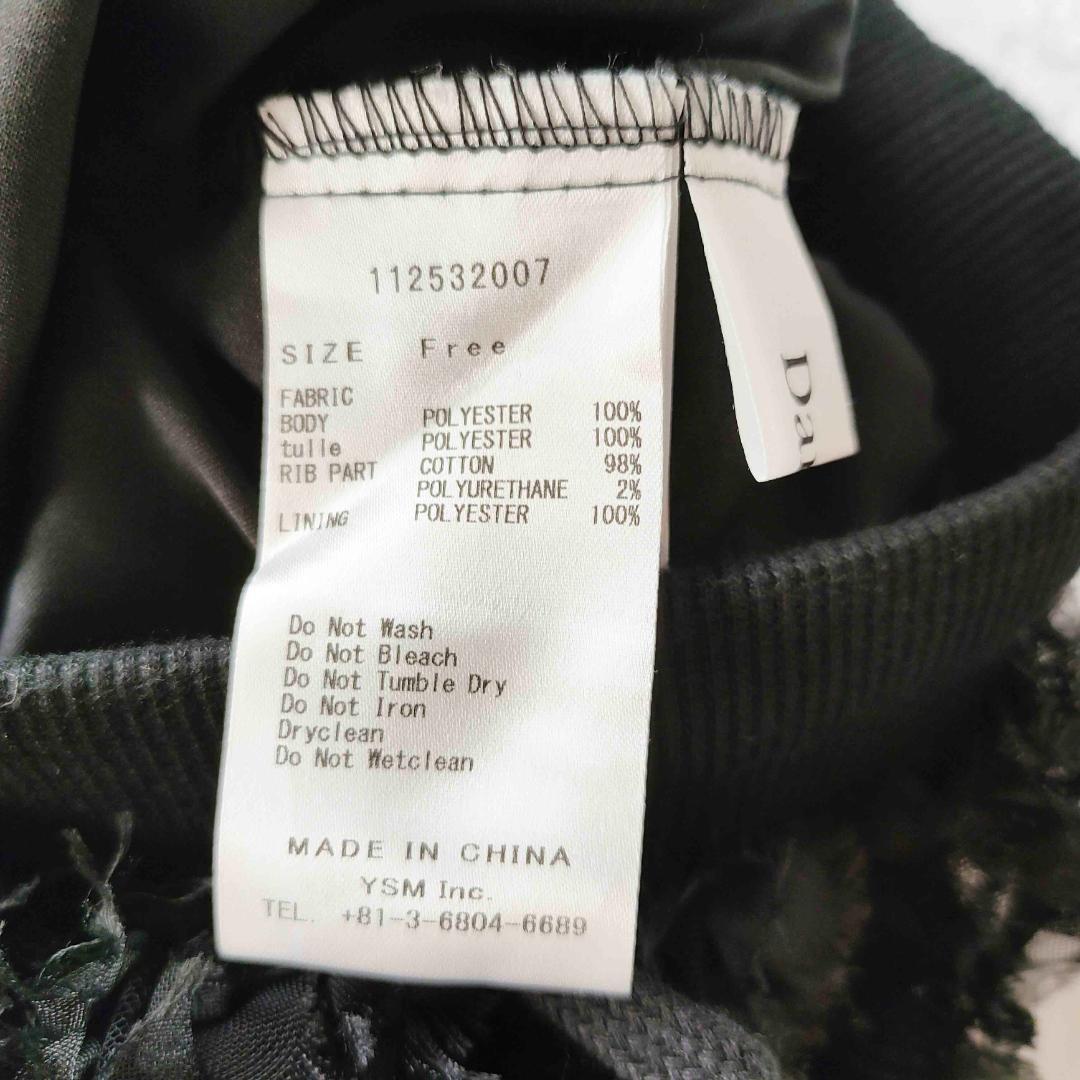 112532007
SIZE Free
FABRIC
BODY POLYESTER 100%
tulle POLYESTER 100%
RIB PART COTTON 98%
POLYURETHANE 2%
LINING POLYESTER 100%
Do Not Wash
Do Not Bleach
Do Not Tumble Dry
Do Not Iron
Dryclean
Do Not Wetclean
MADE IN CHINA
YSM Inc.
TEL. +81-3-6804-6689